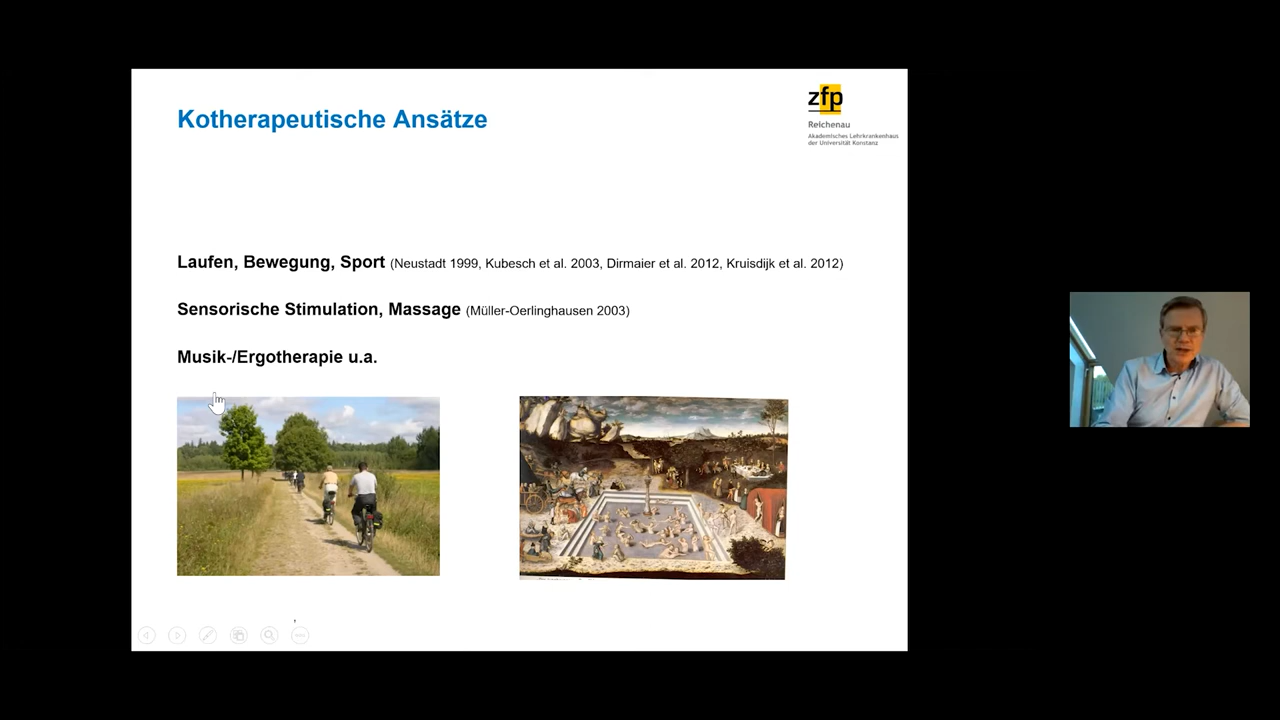 Kotherapeutische Ansätze
zfp
Reichenau
Akademisches Lehrkrankenhaus
der Universität Konstanz
Laufen, Bewegung, Sport (Neustadt 1999, Kubesch et al. 2003, Dirmaier et al. 2012, Kruisdijk et al. 2012)
Sensorische Stimulation, Massage (Müller-Oerlinghausen 2003)
Musik-/Ergotherapie u.a.